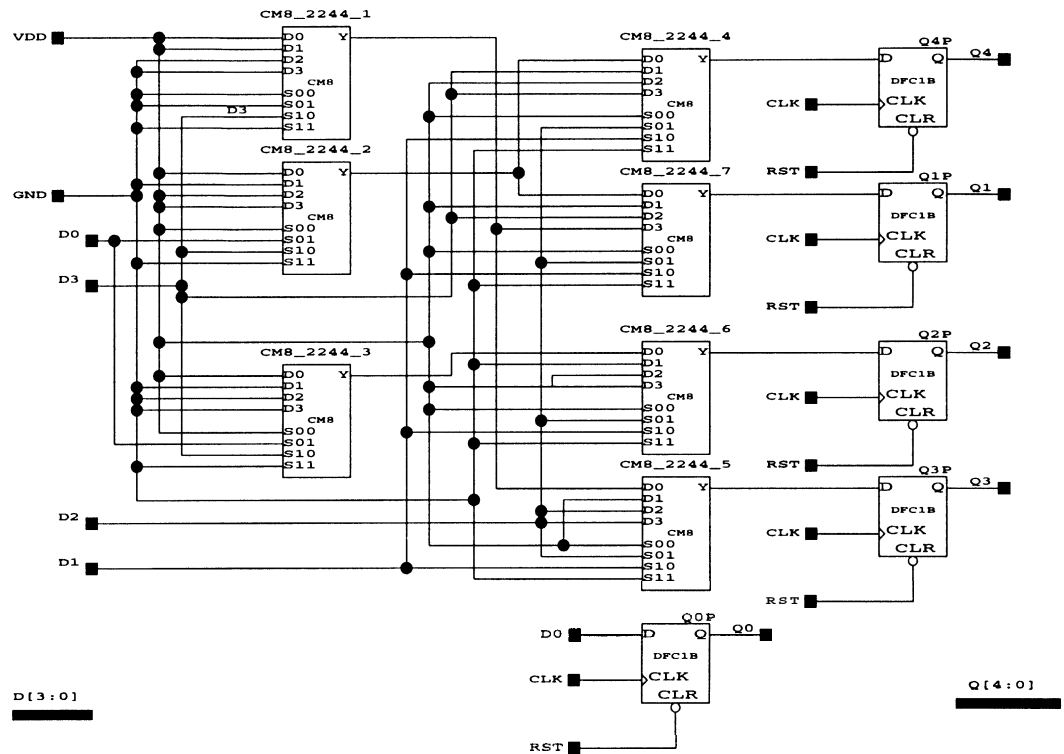 CM8_2244_1
VDD
D0 Y
D1
D2
D3
CM8
S00
S01
S10
S11
D3
CM8_2244_2
D0 Y
D1
D2
D3
CM8
S00
S01
S10
S11
GND
D0
D3
CM8_2244_3
D0 Y
D1
D2
D3
CM8
S00
S01
S10
S11
D2
D1
CM8_2244_4
D0 Y
D1
D2
D3
CM8
S00
S01
S10
S11
Q4P
Q4
D Q
DFC1B
CLK
CLK
CLR
RST
CM8_2244_7
D0 Y
D1
D2
D3
CM8
S00
S01
S10
S11
Q1P
Q1
D Q
DFC1B
CLK
CLK
CLR
RST
CM8_2244_6
D0 Y
D1
D2
D3
CM8
S00
S01
S10
S11
Q2P
Q2
D Q
DFC1B
CLK
CLK
CLR
RST
CM8_2244_5
D0 Y
D1
D2
D3
CM8
S00
S01
S10
S11
Q3P
Q3
D Q
DFC1B
CLK
CLK
CLR
RST
Q0P
D0
Q0
D Q
DFC1B
CLK
CLK
CLR
RST
D[3:0]
Q[4:0]